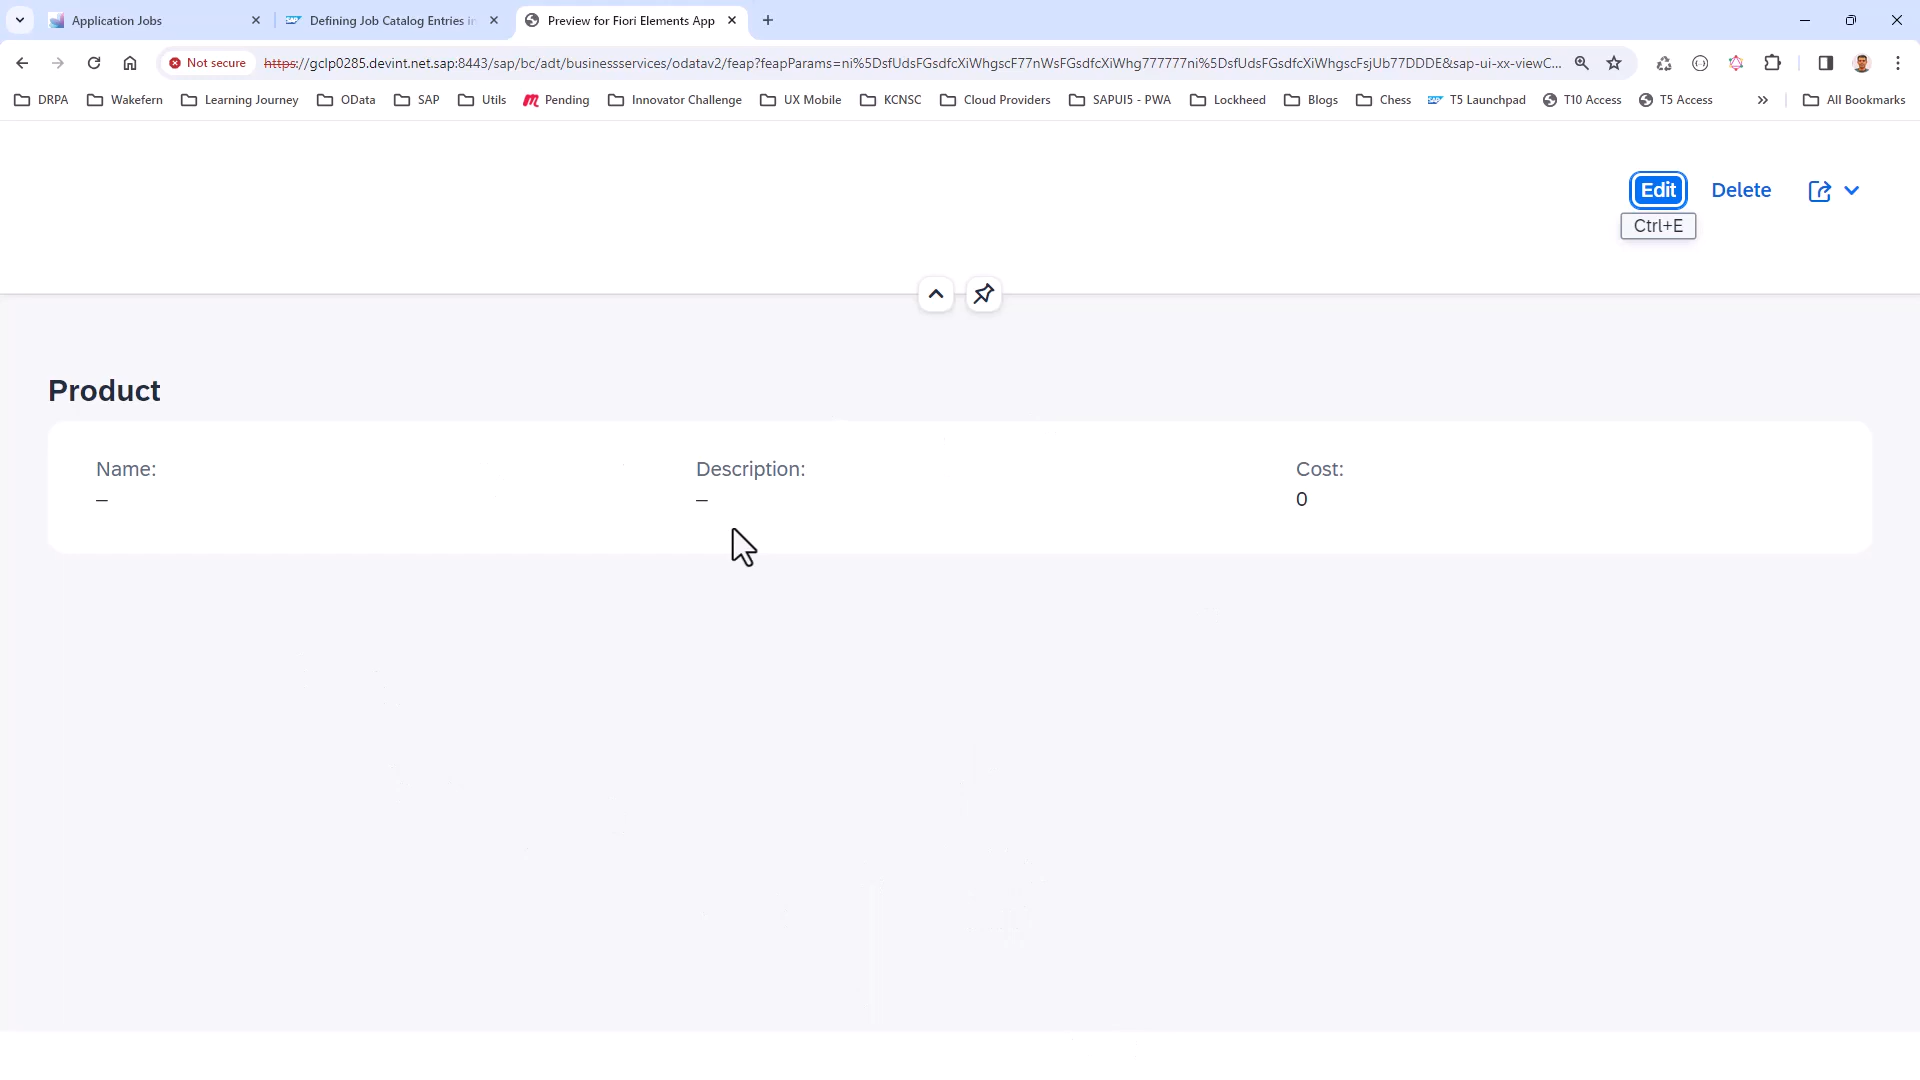 Application Jobs
Defining Job Catalog Entries in
Preview for Fiori Elements App
Not secure
https://gclp0285.devint.net.sap:8443/sap/bc/adt/businessservices/odatav2/feap?feapParams=ni%5DsfUdsFGsdfcXiWhgscF77nWsFGsdfcXiWhg777777ni%5DsfUdsFGsdfcXiWhgscFsjUb77DDDE&sap-ui-xx-viewC...
DRPA
Wakefern
Learning Journey
OData
SAP
Utils
Pending
Innovator Challenge
UX Mobile
KCNSC
Cloud Providers
SAPUI5 - PWA
Lockheed
Blogs
Chess
SAP T5 Launchpad
T10 Access
T5 Access
All Bookmarks
Edit
Delete
Ctrl+E
Product
Name:
Description:
Cost:
–
–
0